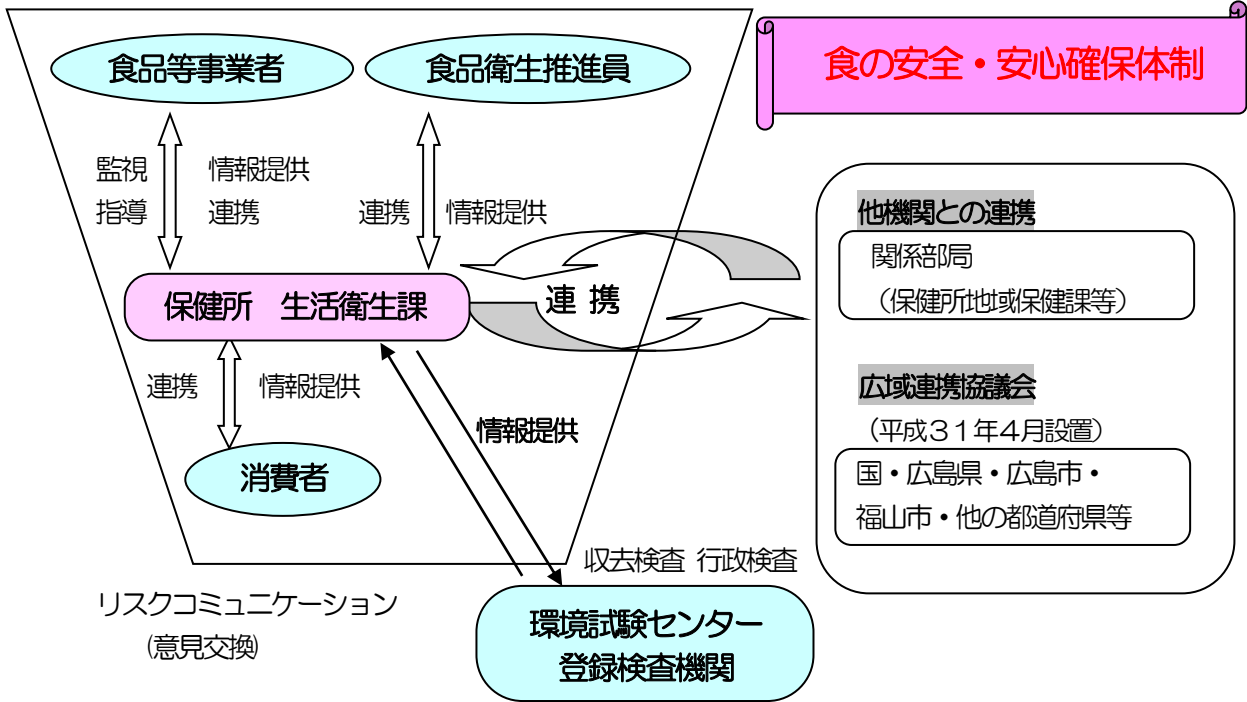 食の安全・安心確保体制
食品等事業者
食品衛生推進員
監視
指導
情報提供
連携
連携
情報提供
保健所　生活衛生課
連 携
連携
情報提供
消費者
情報提供
収去検査 行政検査
環境試験センター
登録検査機関
リスクコミュニケーション
(意見交換)
他機関との連携
関係部局
（保健所地域保健課等）
広域連携協議会
（平成３１年４月設置）
国・広島県・広島市・
福山市・他の都道府県等